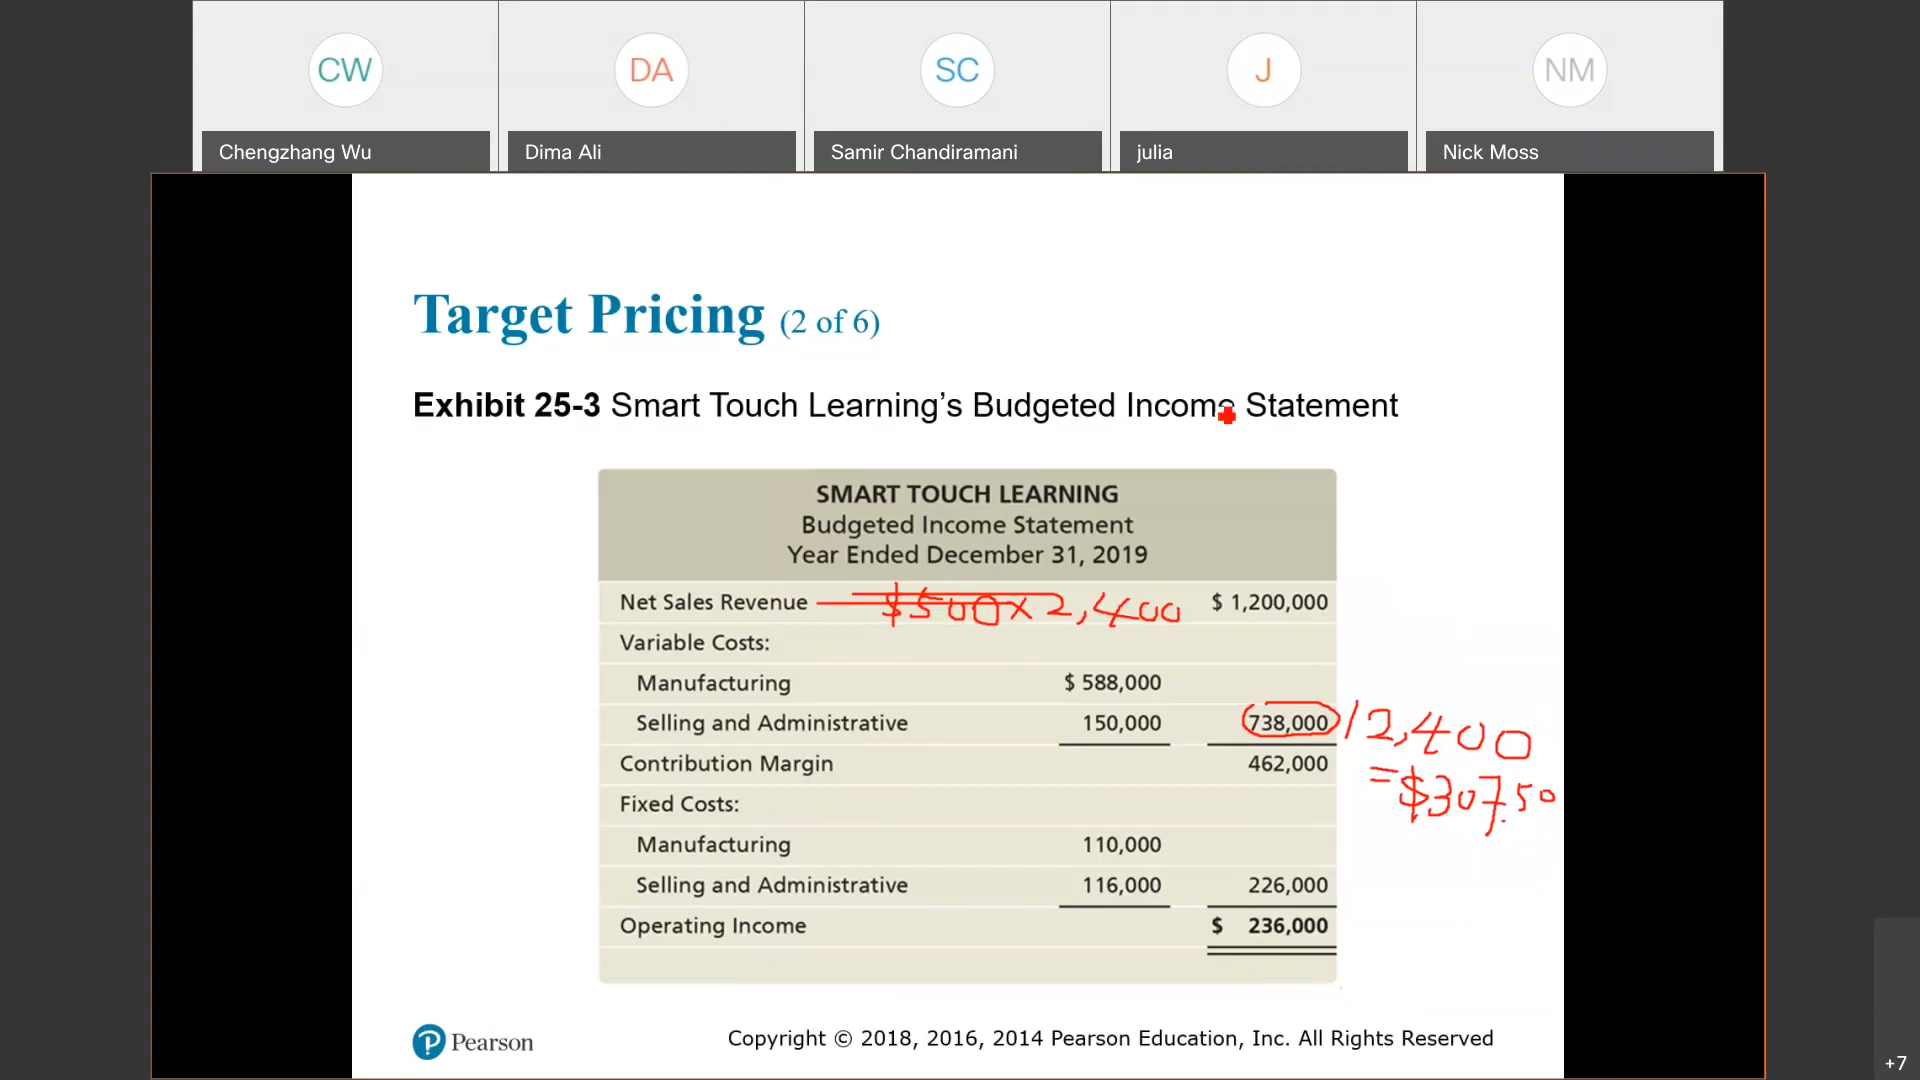 CW DA SC J NM
Chengzhang Wu Dima Ali Samir Chandiramani julia Nick Moss
Target Pricing (2 of 6)
Exhibit 25-3 Smart Touch Learning's Budgeted Income Statement
SMART TOUCH LEARNING
Budgeted Income Statement
Year Ended December 31, 2019
Net Sales Revenue $500 x 2,400 $ 1,200,000
Variable Costs:
Manufacturing $ 588,000
Selling and Administrative 150,000 738,000 / 2,400
Contribution Margin 462,000 = $307.50
Fixed Costs:
Manufacturing 110,000
Selling and Administrative 116,000 226,000
Operating Income $ 236,000
Pearson Copyright © 2018, 2016, 2014 Pearson Education, Inc. All Rights Reserved
+7